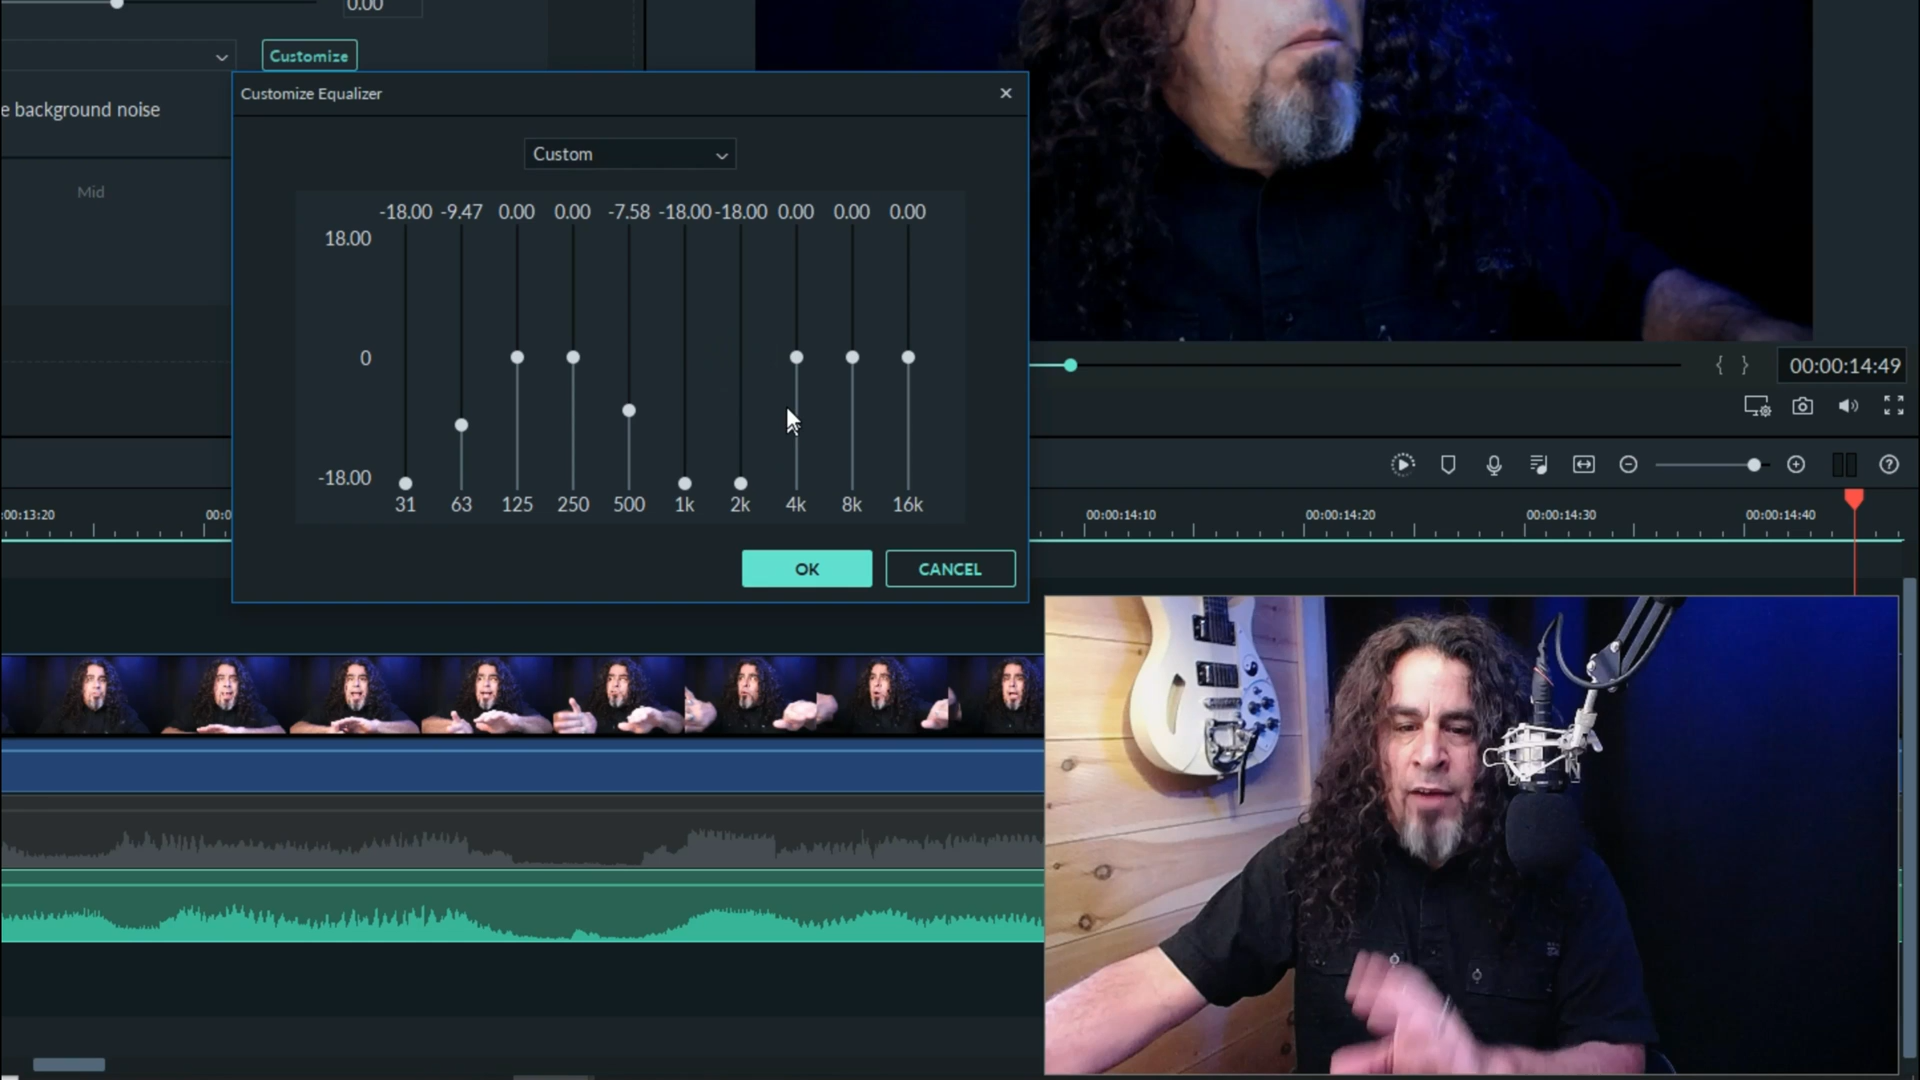 0.00
Customize
Customize Equalizer
e background noise
Custom
Mid
-18.00 -9.47 0.00 0.00 -7.58 -18.00 -18.00 0.00 0.00 0.00
18.00
0
00:00:14:49
-18.00
31 63 125 250 500 1k 2k 4k 8k 16k
:00:13:20
00:0
00:00:14:10
00:00:14:20
00:00:14:30
00:00:14:40
OK
CANCEL